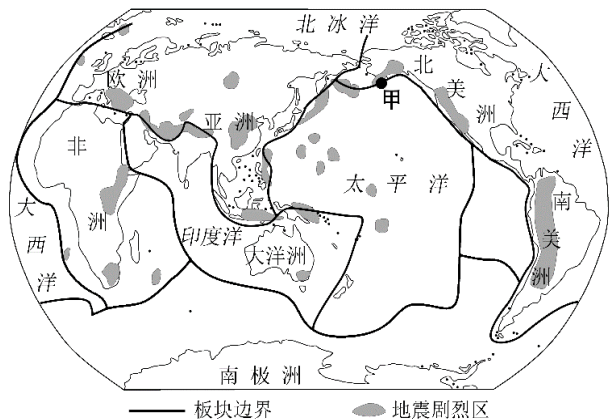 北冰洋
欧洲
亚洲
北美洲
大西洋
甲
非洲
太平洋
大西洋
印度洋
大洋洲
南美洲
南极洲
板块边界
地震剧烈区